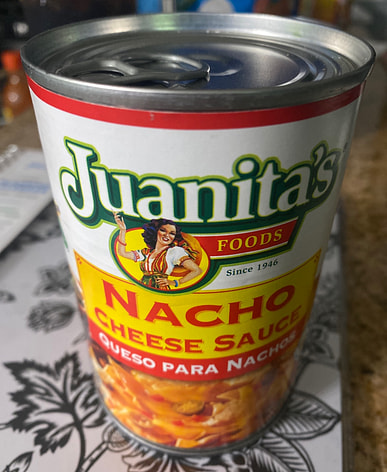 Juanita's
FOODS
Since 1946
NACHO
CHEESE SAUCE
QUESO PARA NACHOS